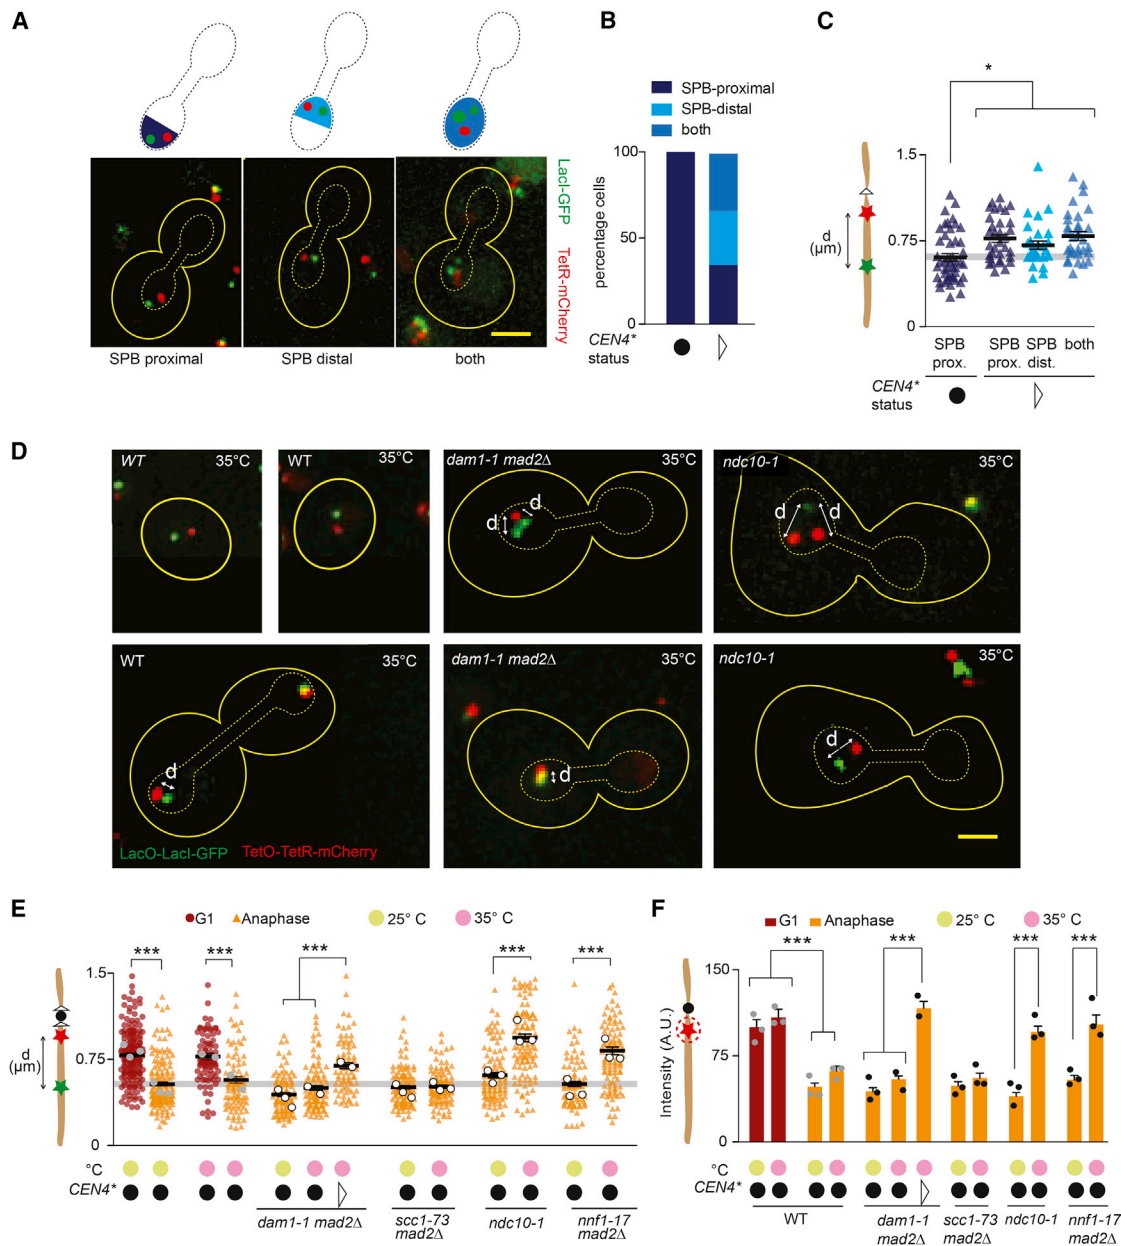 A
LacI-GFP
TetR-mCherry
SPB proximal
SPB distal
both
B
SPB-proximal
SPB-distal
both
percentage cells
100
50
0
CEN4*
status
C
*
d
(μm)
1.5
0.75
0
SPB
prox.
SPB
prox.
SPB
dist.
both
CEN4*
status
D
WT
35°C
WT
35°C
dam1-1 mad2Δ
35°C
d
d
ndc10-1
35°C
d
d
WT
35°C
d
LacO-LacI-GFP
TetO-TetR-mCherry
dam1-1 mad2Δ
35°C
d
ndc10-1
35°C
d
E
G1
Anaphase
25° C
35° C
***
***
***
***
***
d
(μm)
1.5
0.75
0
°C
CEN4*
dam1-1 mad2Δ
scc1-73
mad2Δ
ndc10-1
nnf1-17
mad2Δ
F
G1
Anaphase
25° C
35° C
***
***
***
***
Intensity (A.U.)
150
75
0
°C
CEN4*
WT
dam1-1
mad2Δ
scc1-73
mad2Δ
ndc10-1
nnf1-17
mad2Δ